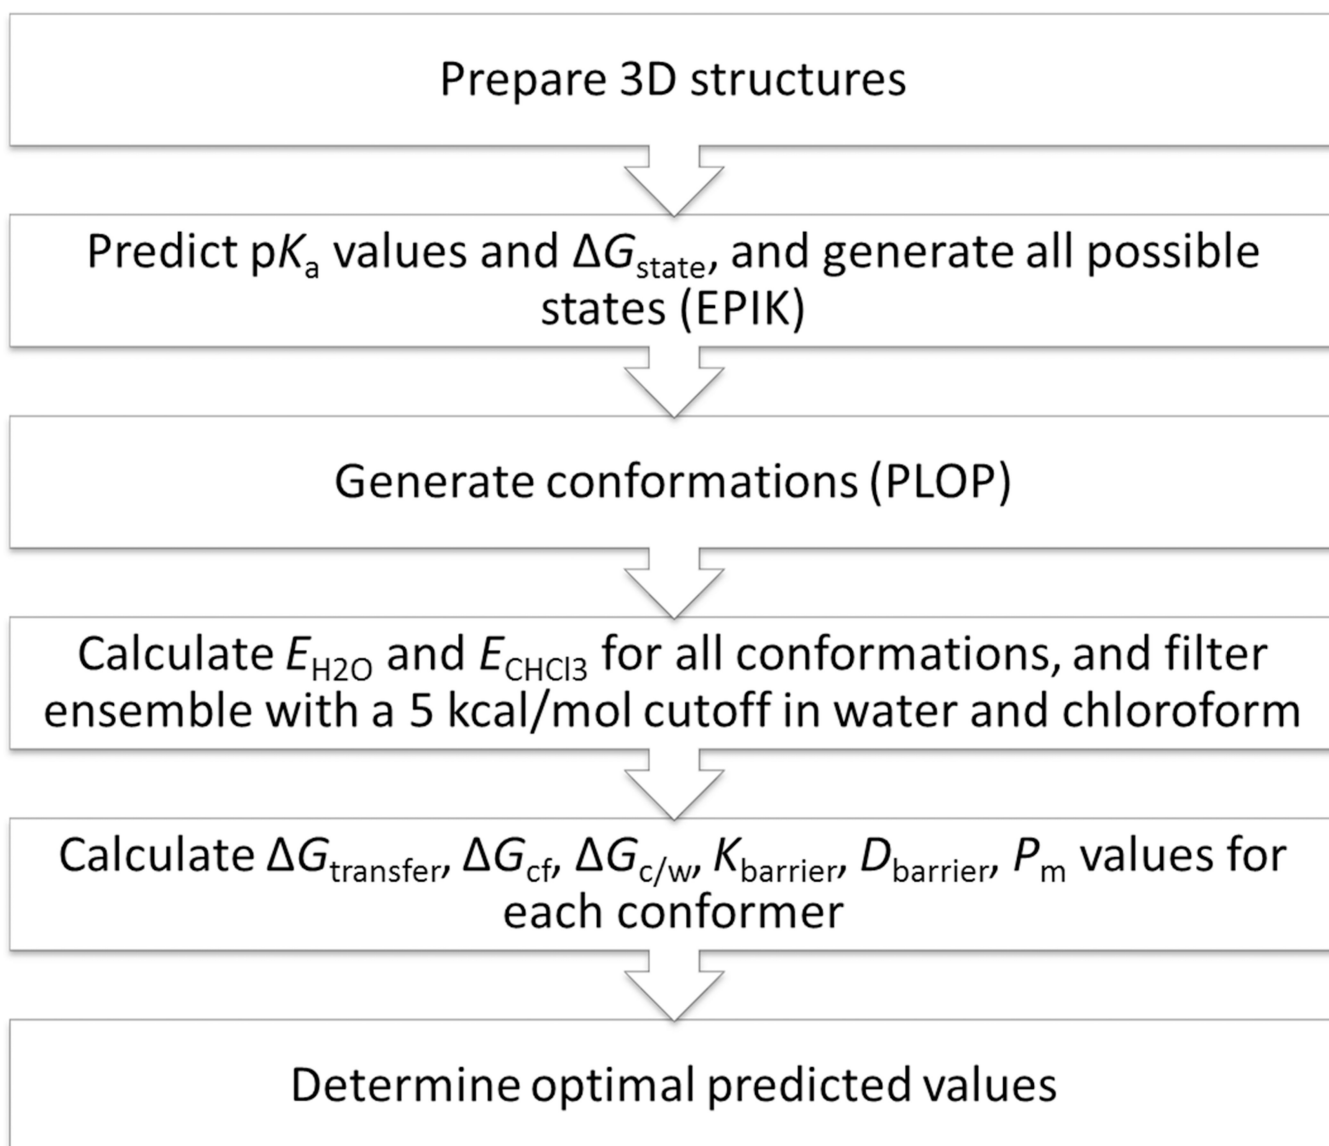 Prepare 3D structures
Predict pKa values and ΔGstate, and generate all possible
states (EPIK)
Generate conformations (PLOP)
Calculate EH2O and ECHCl3 for all conformations, and filter
ensemble with a 5 kcal/mol cutoff in water and chloroform
Calculate ΔGtransfer, ΔGcf, ΔGc/w, Kbarrier, Dbarrier, Pm values for
each conformer
Determine optimal predicted values